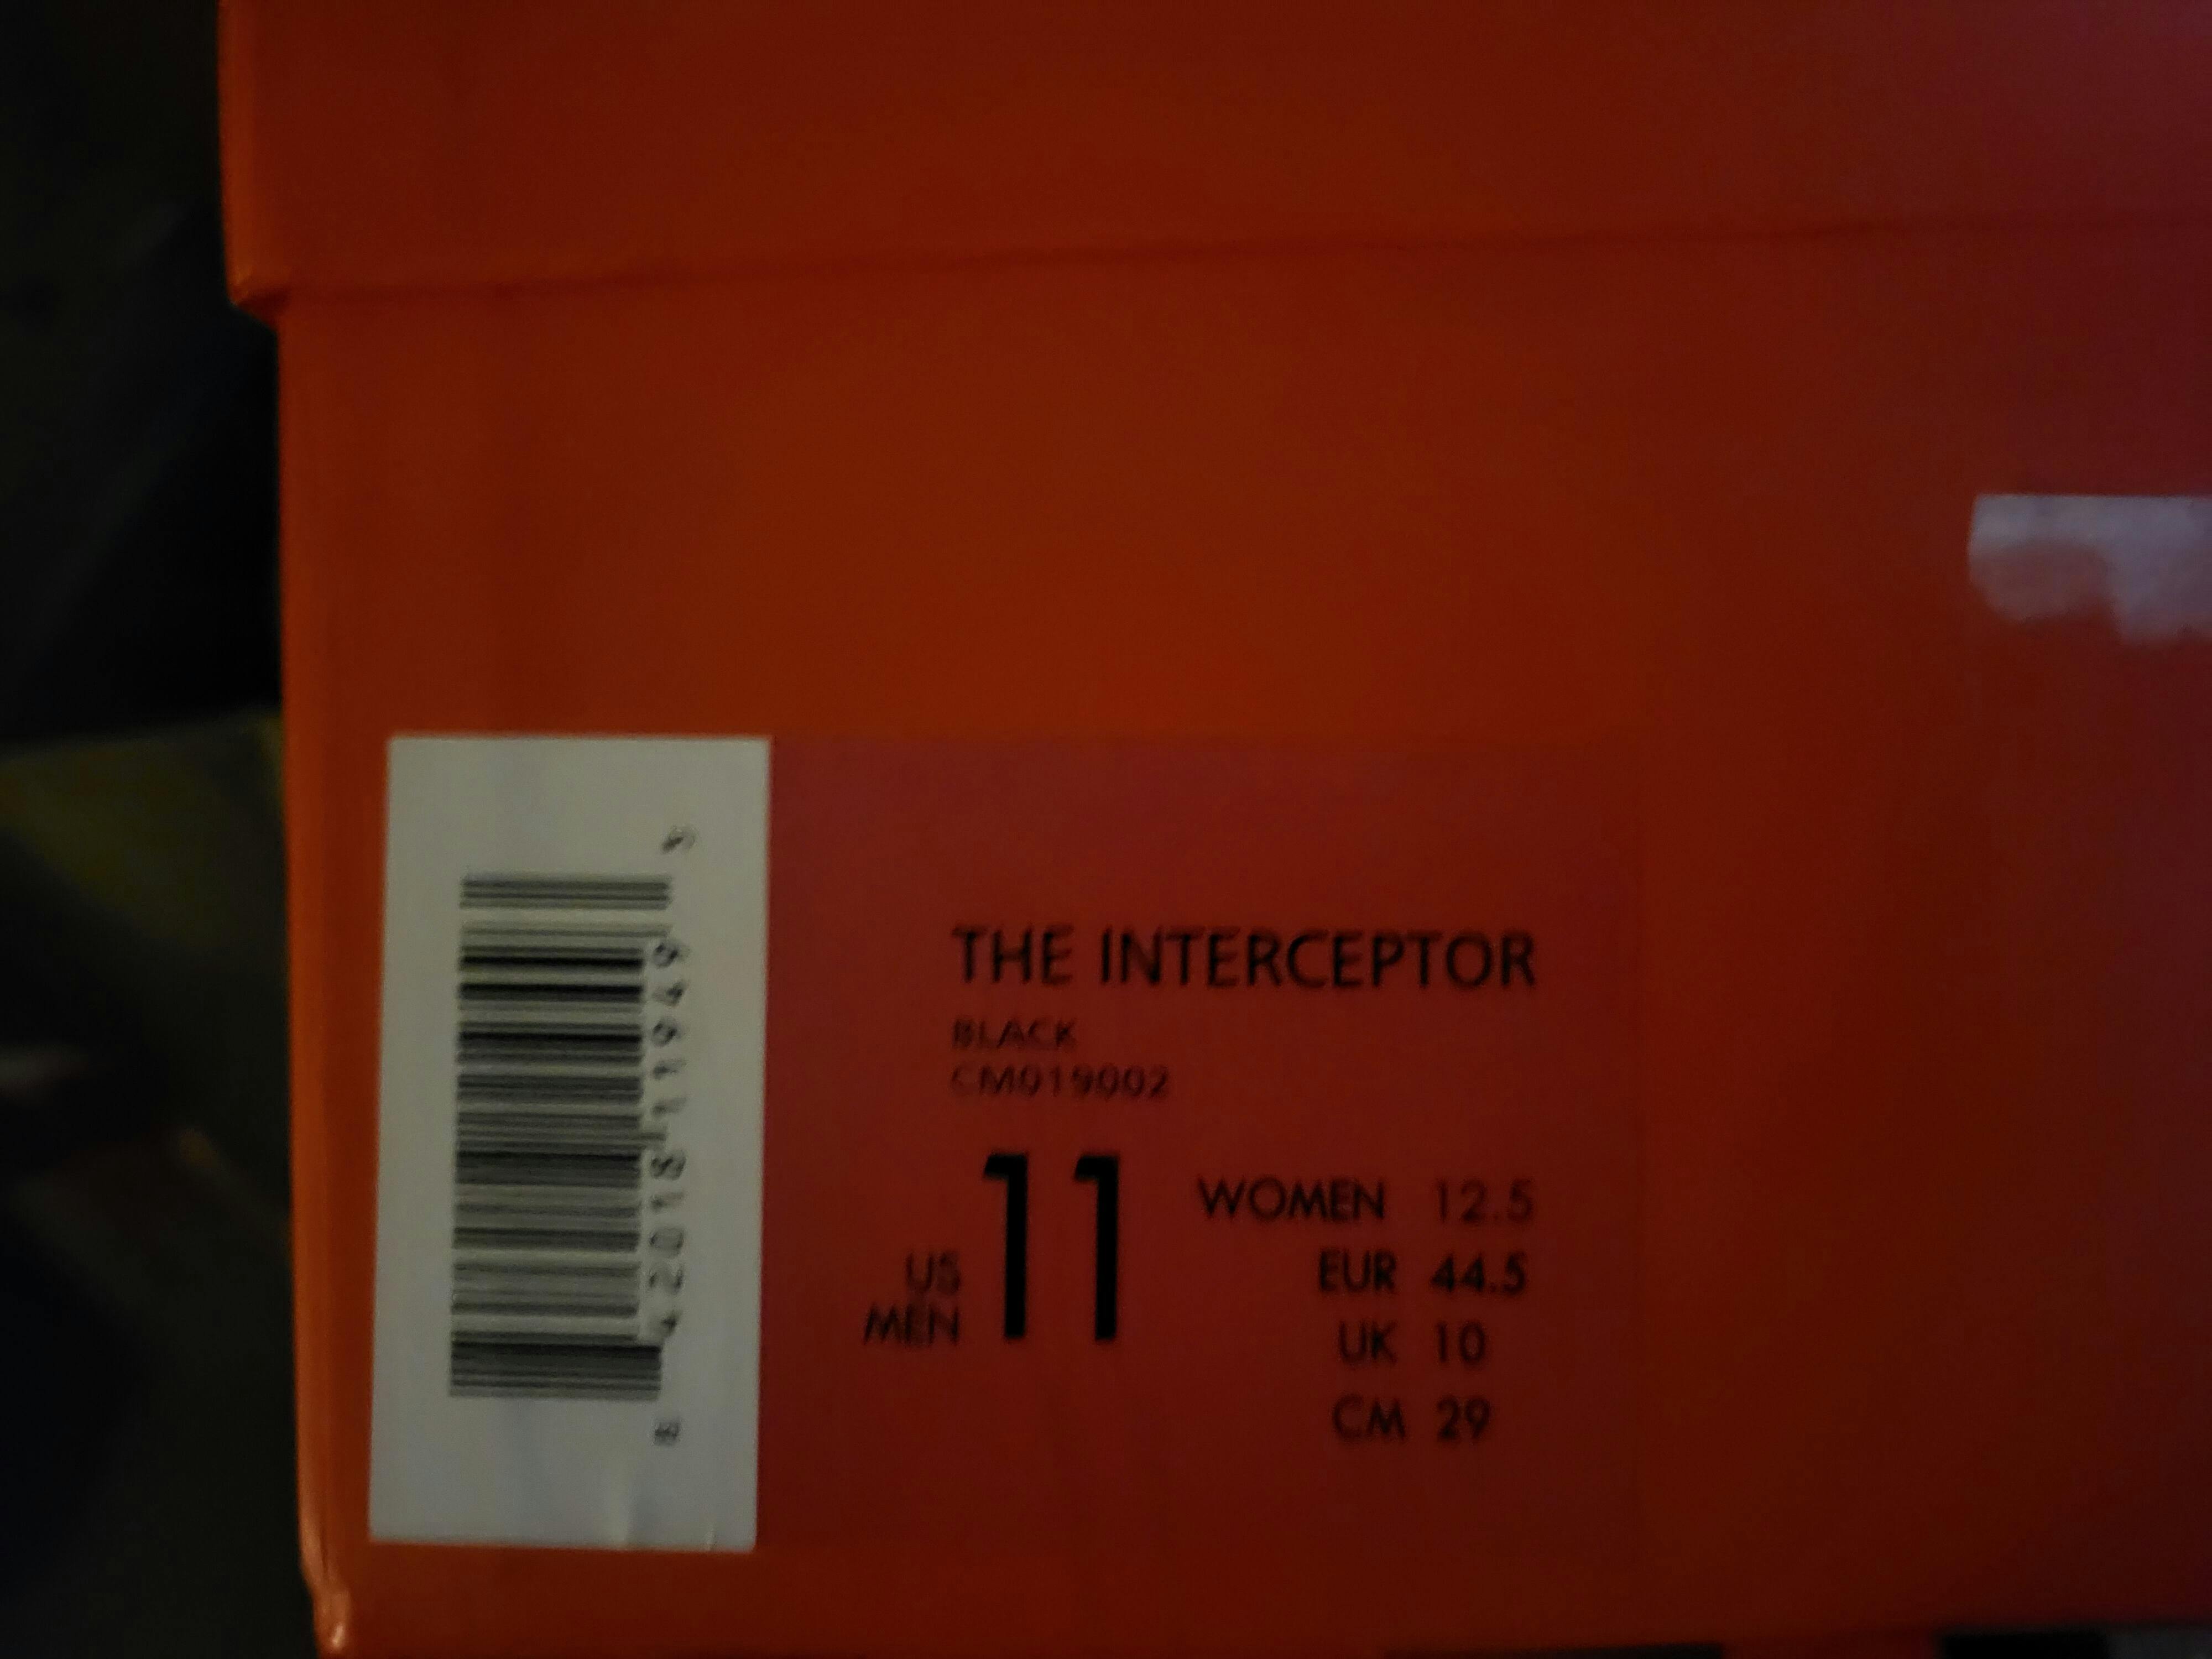 THE INTERCEPTOR
BLACK
CM019002
US
MEN
11
WOMEN 12.5
EUR 44.5
UK 10
CM 29